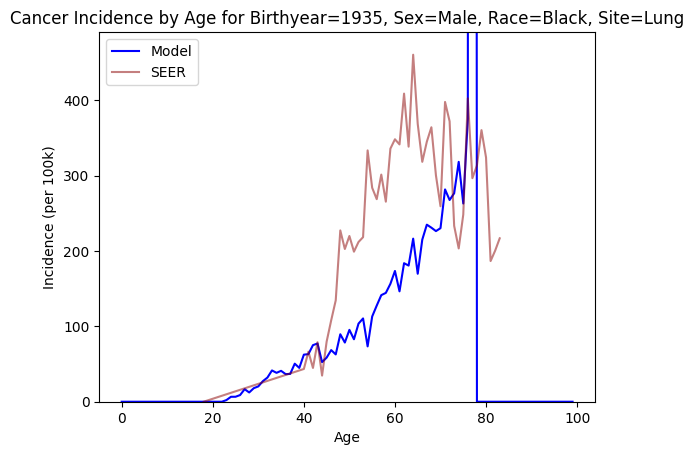 Cancer Incidence by Age for Birthyear=1935, Sex=Male, Race=Black, Site=Lung
Model
SEER
400
300
200
100
0
Incidence (per 100k)
0 20 40 60 80 100
Age